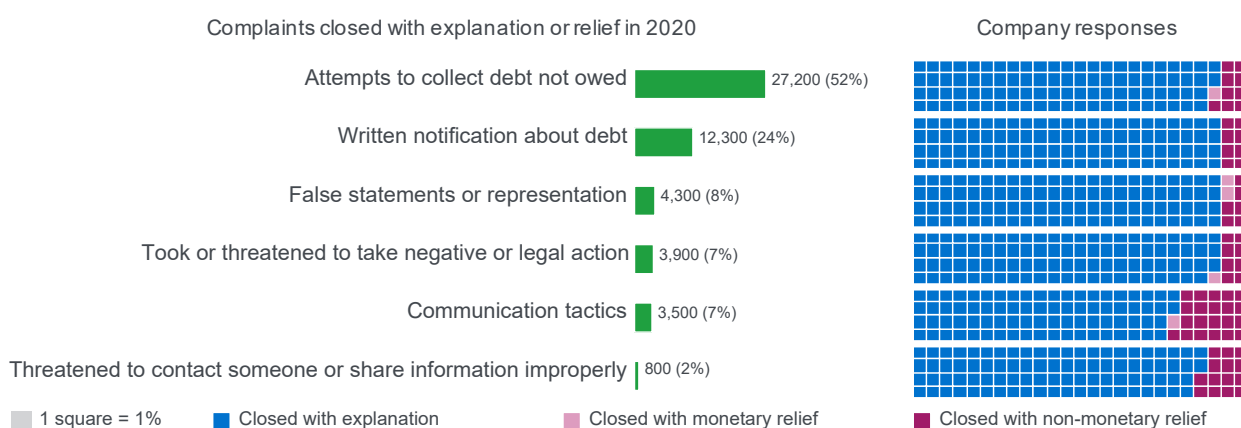 Complaints closed with explanation or relief in 2020
Company responses
Attempts to collect debt not owed 27,200 (52%)
Written notification about debt 12,300 (24%)
False statements or representation 4,300 (8%)
Took or threatened to take negative or legal action 3,900 (7%)
Communication tactics 3,500 (7%)
Threatened to contact someone or share information improperly 800 (2%)
1 square = 1% Closed with explanation Closed with monetary relief Closed with non-monetary relief